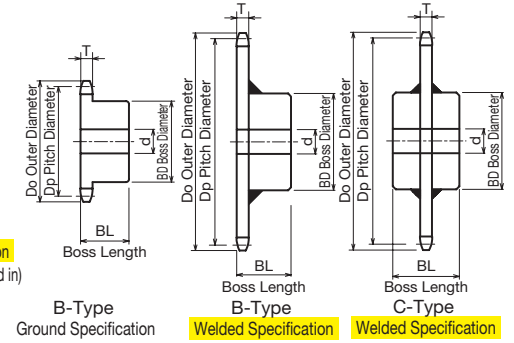 T
T
T
Do Outer Diameter
Dp Pitch Diameter
d
BD Boss Diameter
Do Outer Diameter
Dp Pitch Diameter
d
BD Boss Diameter
Do Outer Diameter
Dp Pitch Diameter
d
BD Boss Diameter
BL
Boss Length
BL
Boss Length
BL
Boss Length
on
d in)
B-Type
Ground Specification
B-Type
Welded Specification
C-Type
Welded Specification